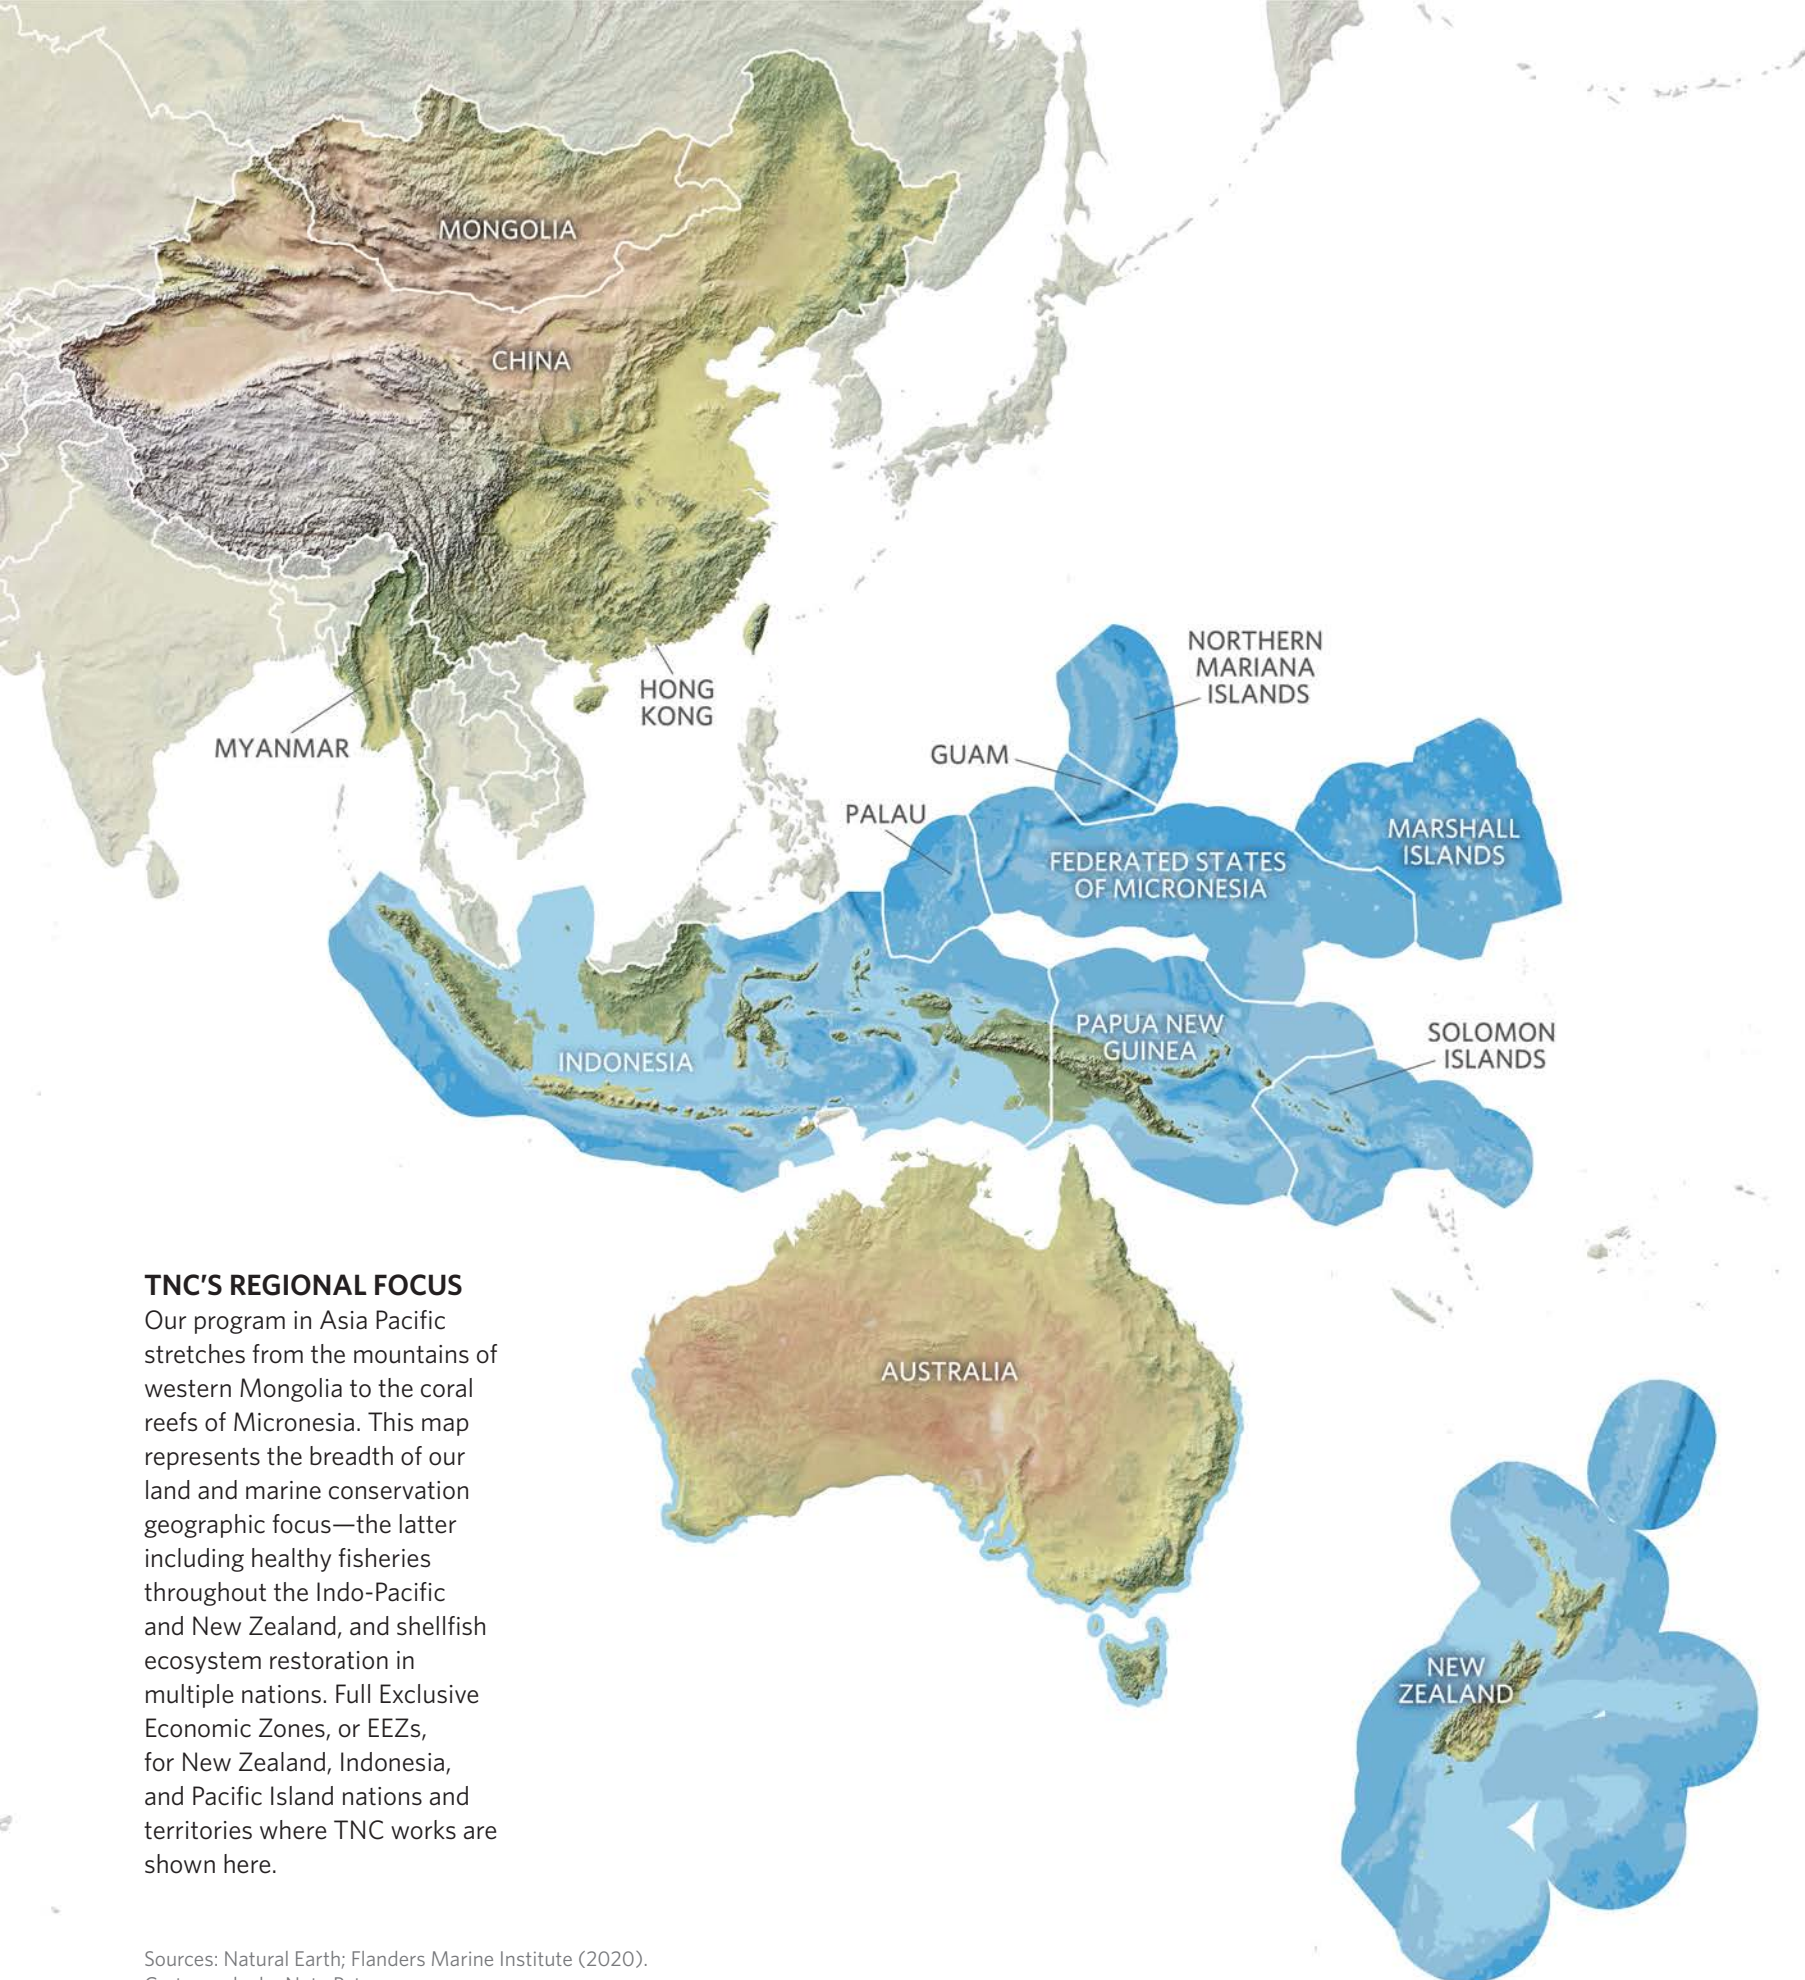 MONGOLIA
CHINA
NORTHERN
MARIANA
ISLANDS
HONG
KONG
MYANMAR
GUAM
PALAU
MARSHALL
ISLANDS
FEDERATED STATES
OF MICRONESIA
PAPUA NEW
GUINEA
SOLOMON
ISLANDS
INDONESIA
AUSTRALIA
NEW
ZEALAND
TNC'S REGIONAL FOCUS
Our program in Asia Pacific
stretches from the mountains of
western Mongolia to the coral
reefs of Micronesia. This map
represents the breadth of our
land and marine conservation
geographic focus—the latter
including healthy fisheries
throughout the Indo-Pacific
and New Zealand, and shellfish
ecosystem restoration in
multiple nations. Full Exclusive
Economic Zones, or EEZs,
for New Zealand, Indonesia,
and Pacific Island nations and
territories where TNC works are
shown here.
Sources: Natural Earth; Flanders Marine Institute (2020).